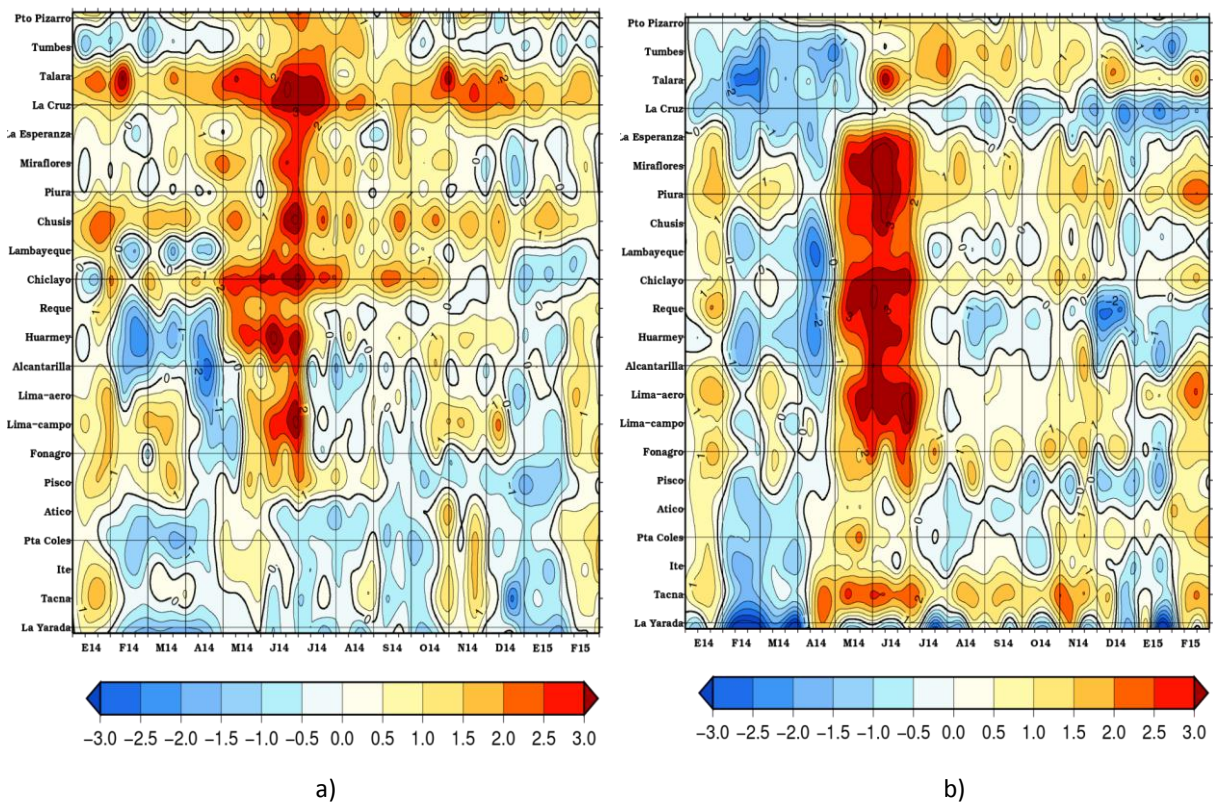 Pto Pizarro
Tumbes
Talara
La Cruz
La Esperanza
Miraflores
Piura
Chusis
Lambayeque
Chiclayo
Reque
Huarmey
Alcantarilla
Lima-aero
Lima-campo
Fonagro
Pisco
Atico
Pta Coles
Ite
Tacna
La Yarada
E14 F14 M14 A14 M14 J14 J14 A14 S14 O14 N14 D14 E15 F15
-3.0 -2.5 -2.0 -1.5 -1.0 -0.5 0.0 0.5 1.0 1.5 2.0 2.5 3.0
a)
Pto Pizarro
Tumbes
Talara
La Cruz
La Esperanza
Miraflores
Piura
Chusis
Lambayeque
Chiclayo
Reque
Huarmey
Alcantarilla
Lima-aero
Lima-campo
Fonagro
Pisco
Atico
Pta Coles
Ite
Tacna
La Yarada
E14 F14 M14 A14 M14 J14 J14 A14 S14 O14 N14 D14 E15 F15
-3.0 -2.5 -2.0 -1.5 -1.0 -0.5 0.0 0.5 1.0 1.5 2.0 2.5 3.0
b)